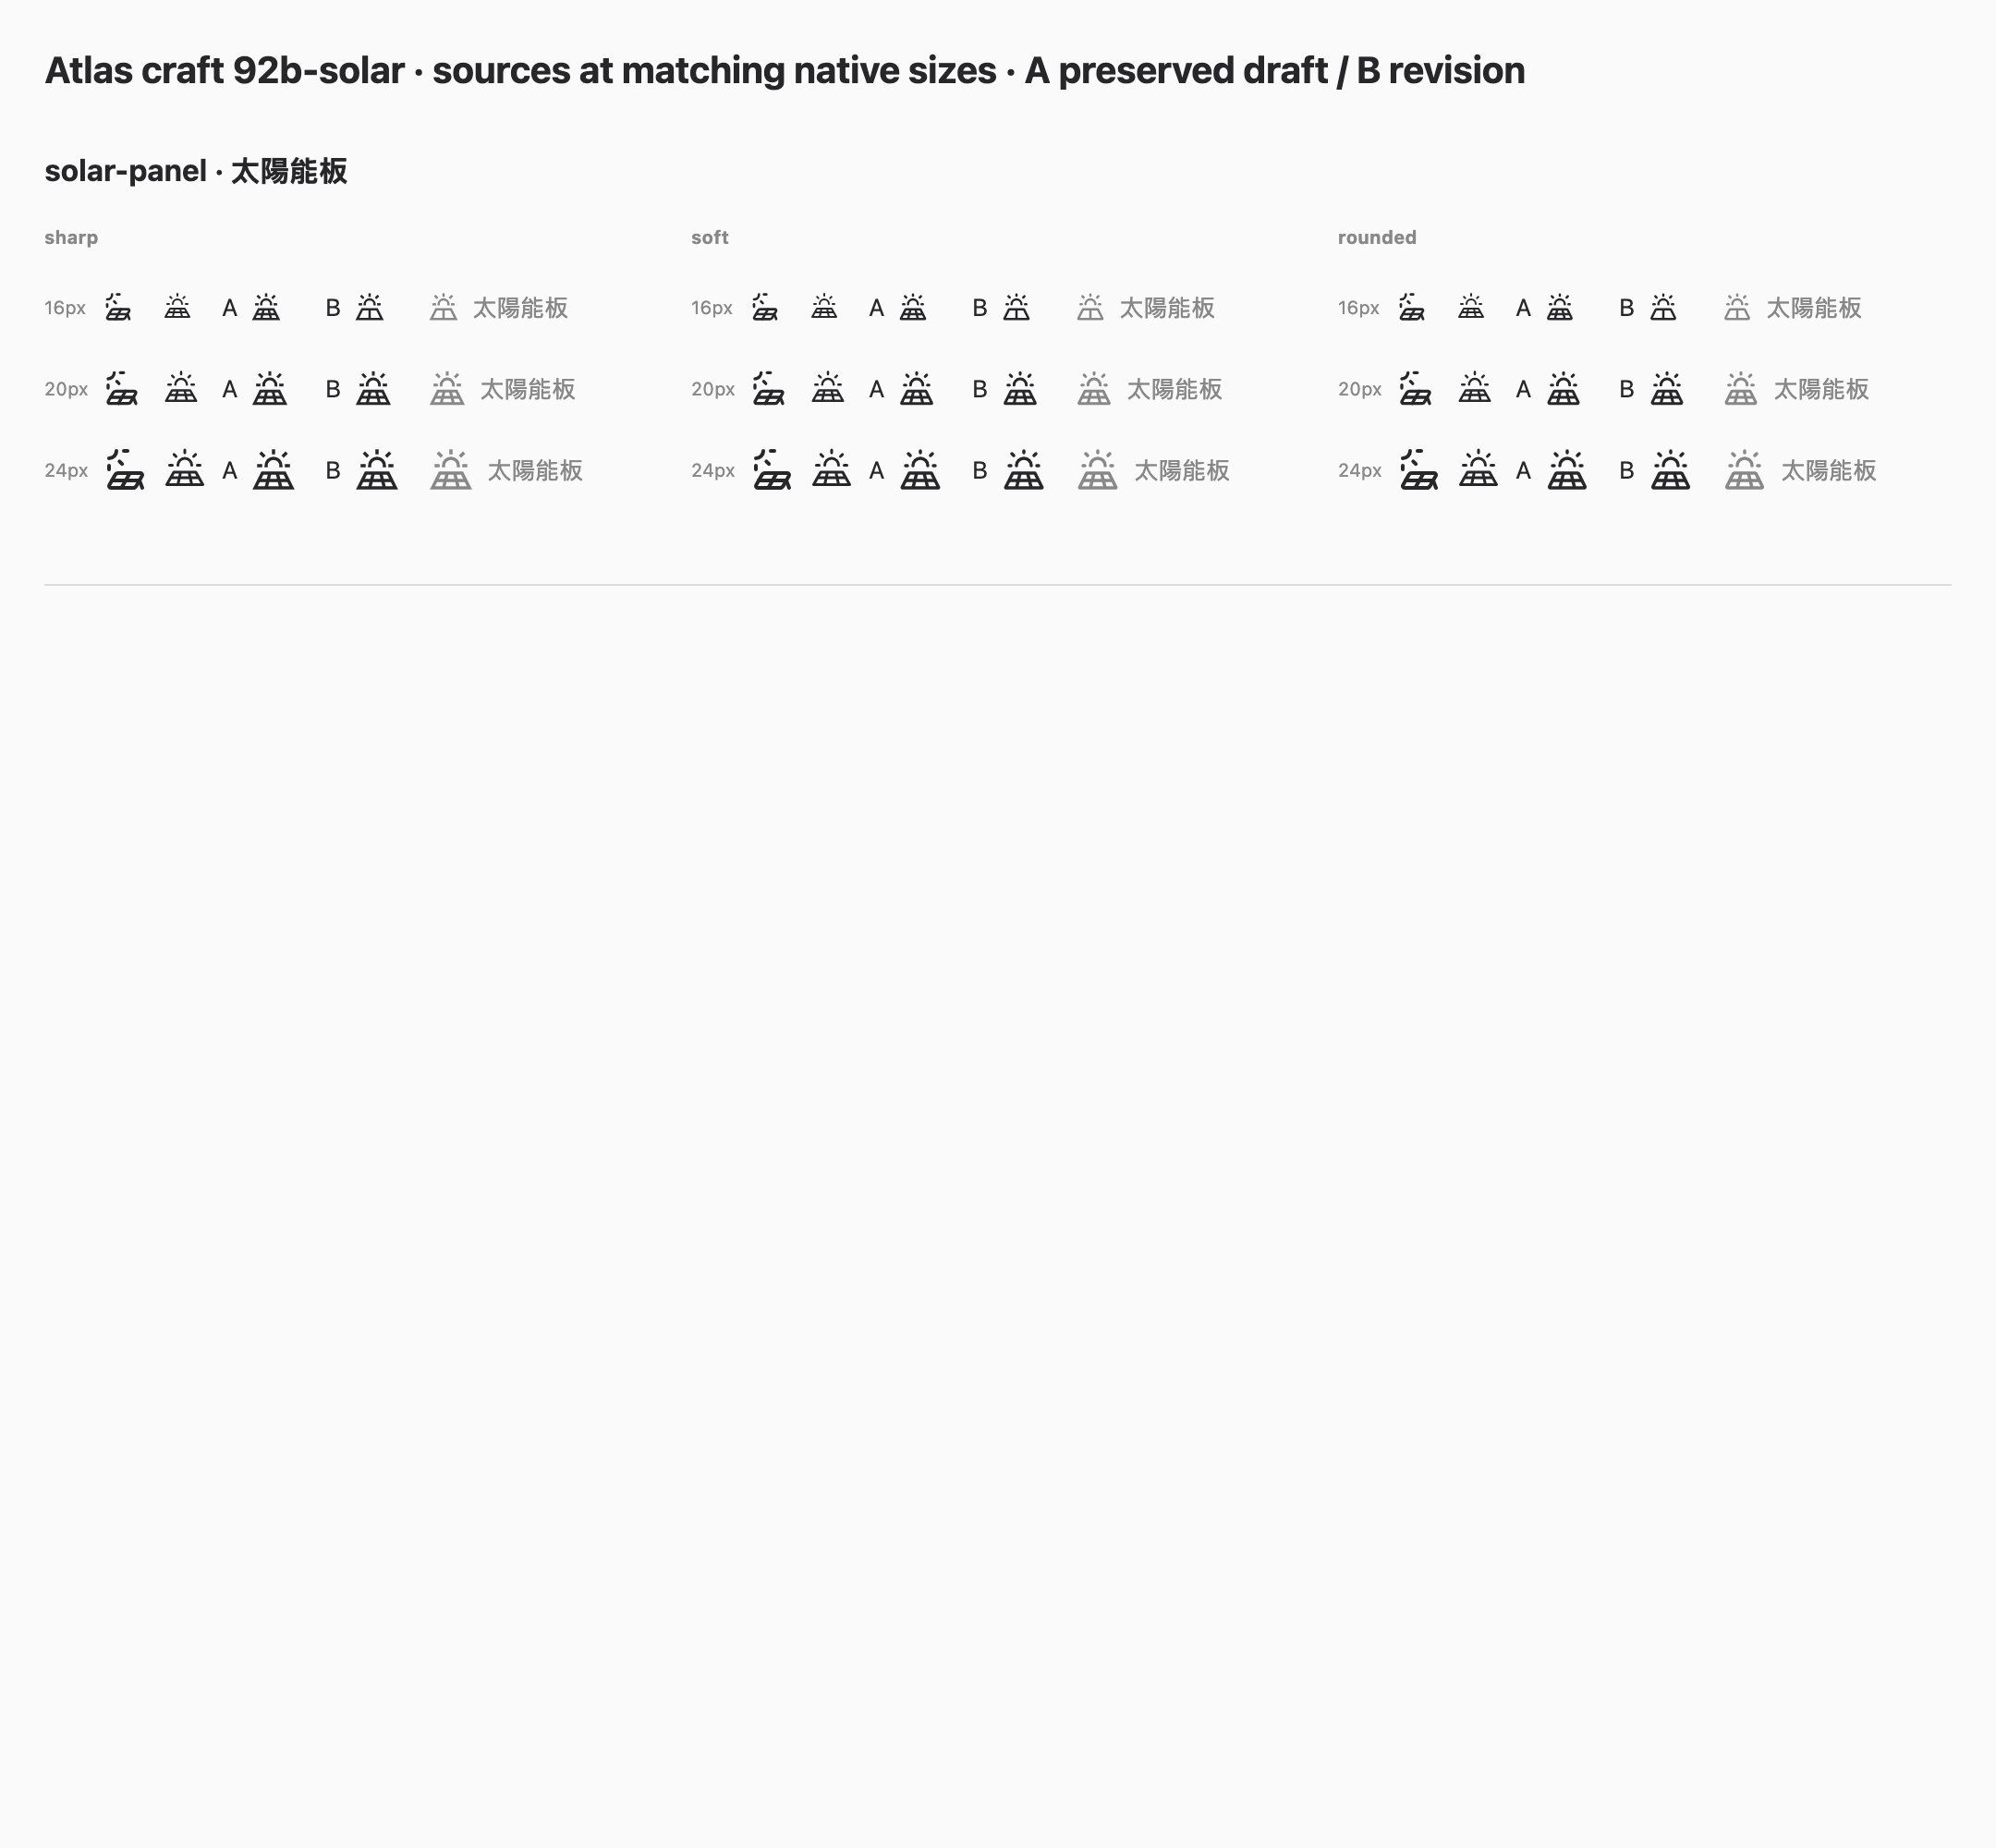 Atlas craft 92b-solar · sources at matching native sizes · A preserved draft / B revision
solar-panel · 太陽能板
sharp soft rounded
16px A B 太陽能板 16px A B 太陽能板 16px A B 太陽能板
20px A B 太陽能板 20px A B 太陽能板 20px A B 太陽能板
24px A B 太陽能板 24px A B 太陽能板 24px A B 太陽能板